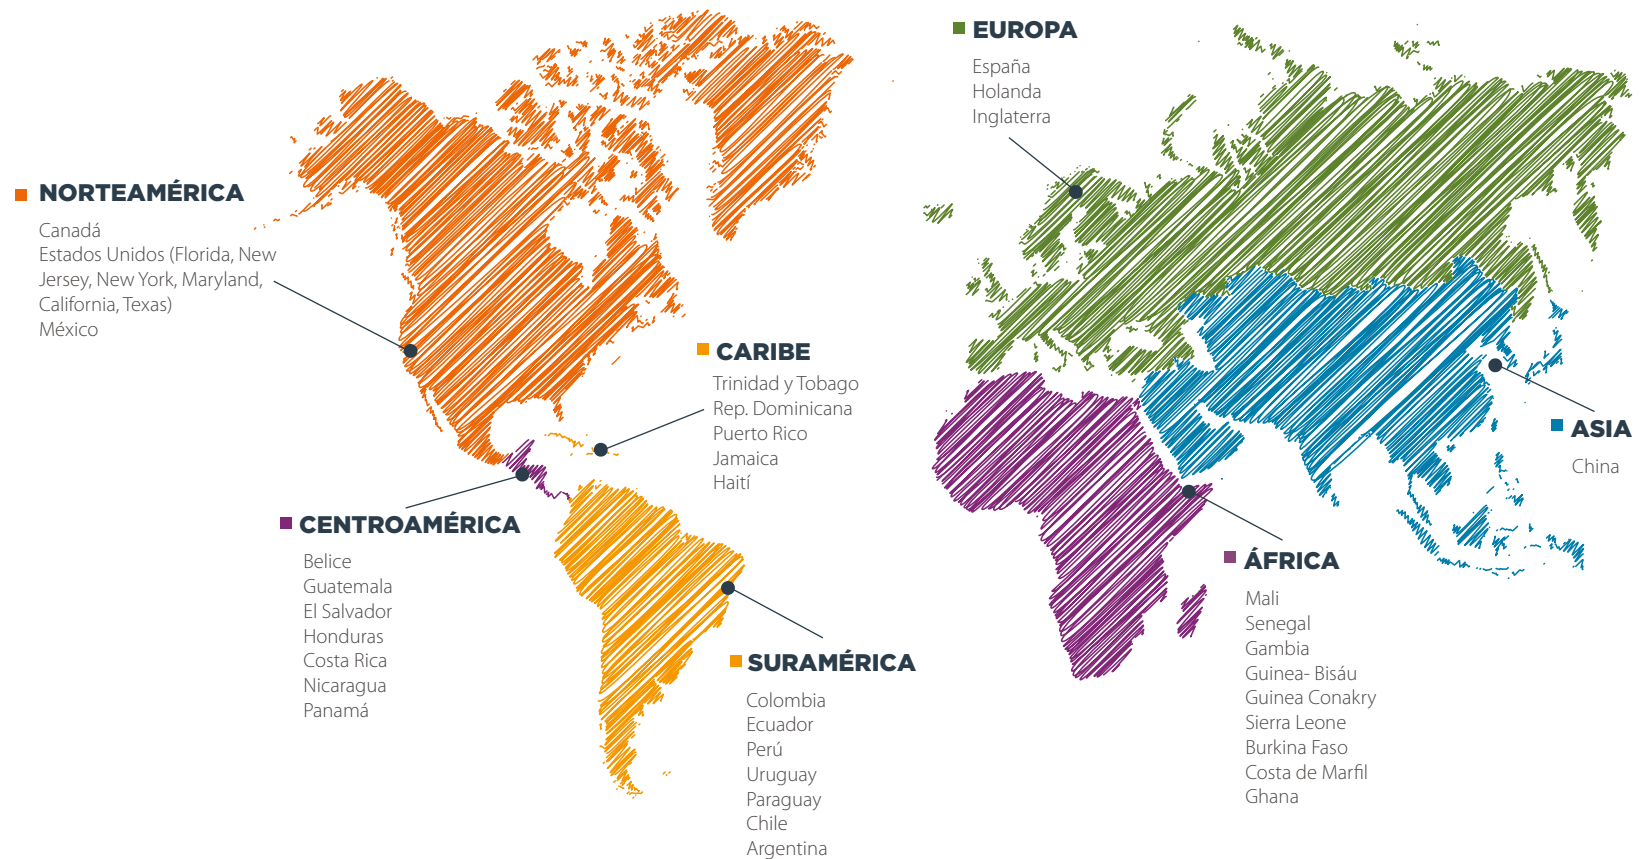 NORTEAMÉRICA
Canadá
Estados Unidos (Florida, New
Jersey, New York, Maryland,
California, Texas)
México
CENTROAMÉRICA
Belice
Guatemala
El Salvador
Honduras
Costa Rica
Nicaragua
Panamá
CARIBE
Trinidad y Tobago
Rep. Dominicana
Puerto Rico
Jamaica
Haití
SURAMÉRICA
Colombia
Ecuador
Perú
Uruguay
Paraguay
Chile
Argentina
EUROPA
España
Holanda
Inglaterra
ÁFRICA
Mali
Senegal
Gambia
Guinea- Bisáu
Guinea Conakry
Sierra Leone
Burkina Faso
Costa de Marfil
Ghana
ASIA
China